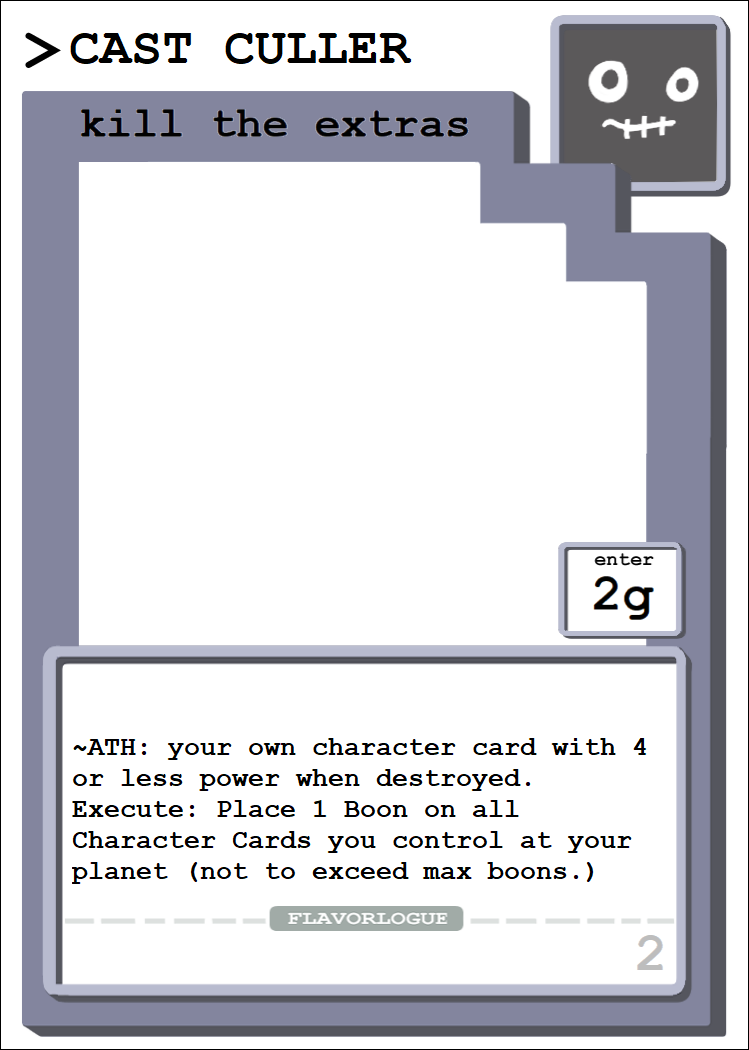 >CAST CULLER
kill the extras
enter
2g
~ATH: your own character card with 4
or less power when destroyed.
Execute: Place 1 Boon on all
Character Cards you control at your
planet (not to exceed max boons.)
FLAVORLOGUE
2